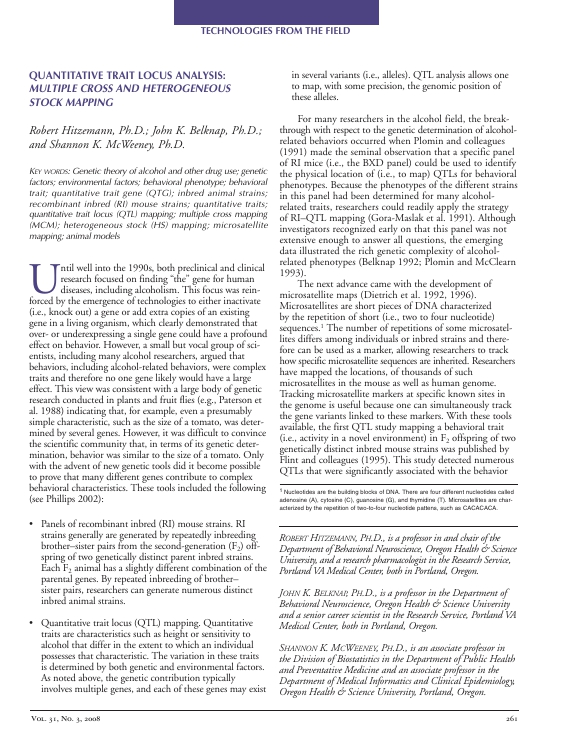 TECHNOLOGIES FROM THE FIELD
QUANTITATIVE TRAIT LOCUS ANALYSIS:
MULTIPLE CROSS AND HETEROGENEOUS
STOCK MAPPING
Robert Hitzemann, Ph.D.; John K. Belknap, Ph.D.;
and Shannon K. McWeeney, Ph.D.
KEY WORDS: Genetic theory of alcohol and other drug use; genetic
factors; environmental factors; behavioral phenotype; behavioral
trait; quantitative trait gene (QTG); inbred animal strains;
recombinant inbred (RI) mouse strains; quantitative traits;
quantitative trait locus (QTL) mapping; multiple cross mapping
(MCM); heterogeneous stock (HS) mapping; microsatellite
mapping; animal models
Until well into the 1990s, both preclinical and clinical
research focused on finding "the" gene for human
diseases, including alcoholism. This focus was rein-
forced by the emergence of technologies to either inactivate
(i.e., knock out) a gene or add extra copies of an existing
gene in a living organism, which clearly demonstrated that
over- or underexpressing a single gene could have a profound
effect on behavior. However, a small but vocal group of sci-
entists, including many alcohol researchers, argued that
behaviors, including alcohol-related behaviors, were complex
traits and therefore no one gene likely would have a large
effect. This view was consistent with a large body of genetic
research conducted in plants and fruit flies (e.g., Paterson et
al. 1988) indicating that, for example, even a presumably
simple characteristic, such as the size of a tomato, was deter-
mined by several genes. However, it was difficult to convince
the scientific community that, in terms of its genetic deter-
mination, behavior was similar to the size of a tomato. Only
with the advent of new genetic tools did it become possible
to prove that many different genes contribute to complex
behavioral characteristics. These tools included the following
(see Phillips 2002):
• Panels of recombinant inbred (RI) mouse strains. RI
strains generally are generated by repeatedly inbreeding
brother–sister pairs from the second-generation (F2) off-
spring of two genetically distinct parent inbred strains.
Each F2 animal has a slightly different combination of the
parental genes. By repeated inbreeding of brother–
sister pairs, researchers can generate numerous distinct
inbred animal strains.
• Quantitative trait locus (QTL) mapping. Quantitative
traits are characteristics such as height or sensitivity to
alcohol that differ in the extent to which an individual
possesses that characteristic. The variation in these traits
is determined by both genetic and environmental factors.
As noted above, the genetic contribution typically
involves multiple genes, and each of these genes may exist
in several variants (i.e., alleles). QTL analysis allows one
to map, with some precision, the genomic position of
these alleles.
For many researchers in the alcohol field, the break-
through with respect to the genetic determination of alcohol-
related behaviors occurred when Plomin and colleagues
(1991) made the seminal observation that a specific panel
of RI mice (i.e., the BXD panel) could be used to identify
the physical location of (i.e., to map) QTLs for behavioral
phenotypes. Because the phenotypes of the different strains
in this panel had been determined for many alcohol-
related traits, researchers could readily apply the strategy
of RI–QTL mapping (Gora-Maslak et al. 1991). Although
investigators recognized early on that this panel was not
extensive enough to answer all questions, the emerging
data illustrated the rich genetic complexity of alcohol-
related phenotypes (Belknap 1992; Plomin and McClearn
1993).
The next advance came with the development of
microsatellite maps (Dietrich et al. 1992, 1996).
Microsatellites are short pieces of DNA characterized
by the repetition of short (i.e., two to four nucleotide)
sequences.1 The number of repetitions of some microsatel-
lites differs among individuals or inbred strains and there-
fore can be used as a marker, allowing researchers to track
how specific microsatellite sequences are inherited. Researchers
have mapped the locations, of thousands of such
microsatellites in the mouse as well as human genome.
Tracking microsatellite markers at specific known sites in
the genome is useful because one can simultaneously track
the gene variants linked to these markers. With these tools
available, the first QTL study mapping a behavioral trait
(i.e., activity in a novel environment) in F2 offspring of two
genetically distinct inbred mouse strains was published by
Flint and colleagues (1995). This study detected numerous
QTLs that were significantly associated with the behavior
1 Nucleotides are the building blocks of DNA. There are four different nucleotides called
adenosine (A), cytosine (C), guanosine (G), and thymidine (T). Microsatellites are char-
acterized by the repetition of two-to-four nucleotide pattens, such as CACACACA.
ROBERT HITZEMANN, PH.D., is a professor in and chair of the
Department of Behavioral Neuroscience, Oregon Health & Science
University, and a research pharmacologist in the Research Service,
Portland VA Medical Center, both in Portland, Oregon.
JOHN K. BELKNAP, PH.D., is a professor in the Department of
Behavioral Neuroscience, Oregon Health & Science University
and a senior career scientist in the Research Service, Portland VA
Medical Center, both in Portland, Oregon.
SHANNON K. MCWEENEY, PH.D., is an associate professor in
the Division of Biostatistics in the Department of Public Health
and Preventative Medicine and an associate professor in the
Department of Medical Informatics and Clinical Epidemiology,
Oregon Health & Science University, Portland, Oregon.
VOL. 31, NO. 3, 2008
261